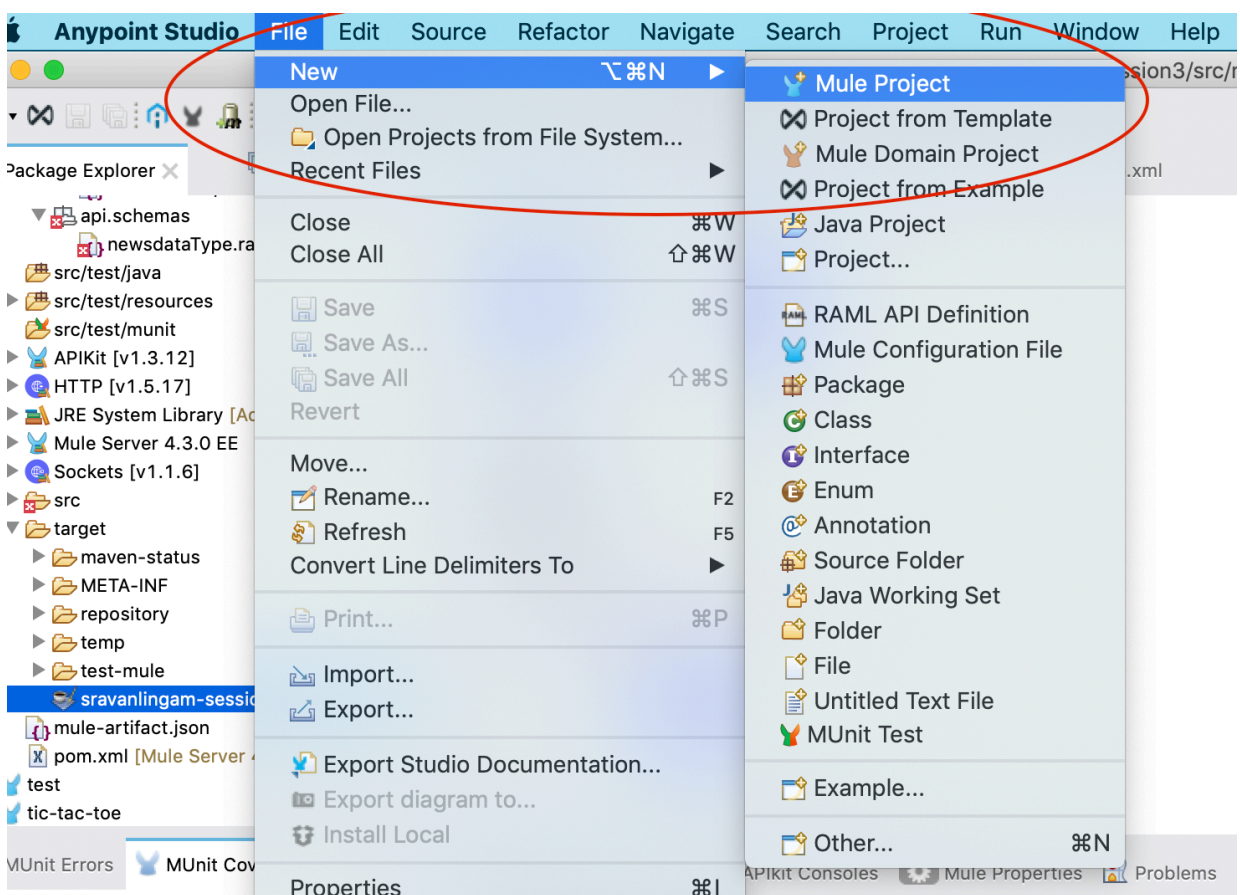 Anypoint Studio File Edit Source Refactor Navigate Search Project Run Window Help
New ⌥⌘N ▶
Open File...
Open Projects from File System...
Recent Files ▶
Close ⌘W
Close All ⇧⌘W
Save ⌘S
Save As...
Save All ⇧⌘S
Revert
Move...
Rename... F2
Refresh F5
Convert Line Delimiters To ▶
Print... ⌘P
Import...
Export...
Export Studio Documentation...
Export diagram to...
Install Local
Properties ⌘I
Mule Project
Project from Template
Mule Domain Project
Project from Example
Java Project
Project...
RAML API Definition
Mule Configuration File
Package
Class
Interface
Enum
Annotation
Source Folder
Java Working Set
Folder
File
Untitled Text File
MUnit Test
Example...
Other... ⌘N
ssion3/src/r
.xml
Package Explorer
api.schemas
newsdataType.ra
src/test/java
src/test/resources
src/test/munit
APIKit [v1.3.12]
HTTP [v1.5.17]
JRE System Library [Ad
Mule Server 4.3.0 EE
Sockets [v1.1.6]
src
target
maven-status
META-INF
repository
temp
test-mule
sravanlingam-sessio
mule-artifact.json
pom.xml [Mule Server 4
test
tic-tac-toe
MUnit Errors MUnit Cov APIkit Consoles Mule Properties Problems